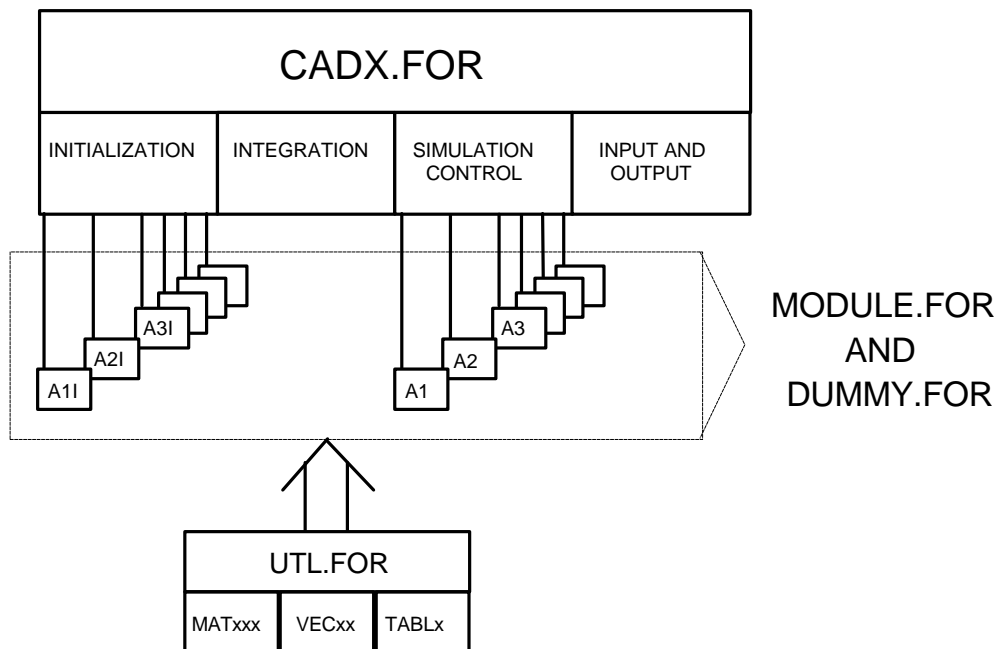 CADX.FOR
INITIALIZATION
INTEGRATION
SIMULATION
CONTROL
INPUT AND
OUTPUT
A1I
A2I
A3I
A1
A2
A3
MODULE.FOR
AND
DUMMY.FOR
UTL.FOR
MATxxx
VECxx
TABLx